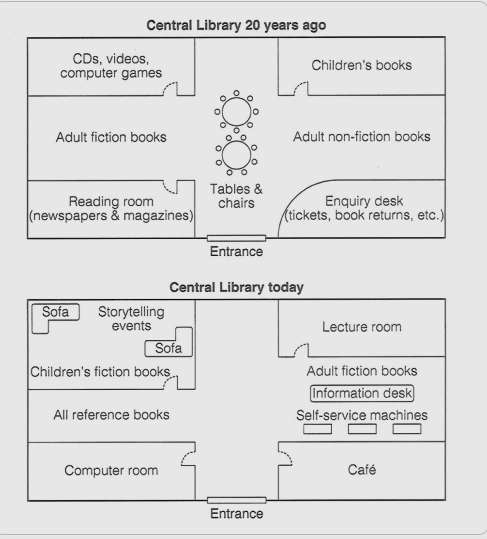 Central Library 20 years ago
CDs, videos,
computer games
Children's books
Adult fiction books
Adult non-fiction books
Reading room
(newspapers & magazines)
Tables &
chairs
Enquiry desk
(tickets, book returns, etc.)
Entrance
Central Library today
Sofa
Storytelling
events
Sofa
Children's fiction books
Lecture room
Adult fiction books
Information desk
Self-service machines
All reference books
Computer room
Café
Entrance